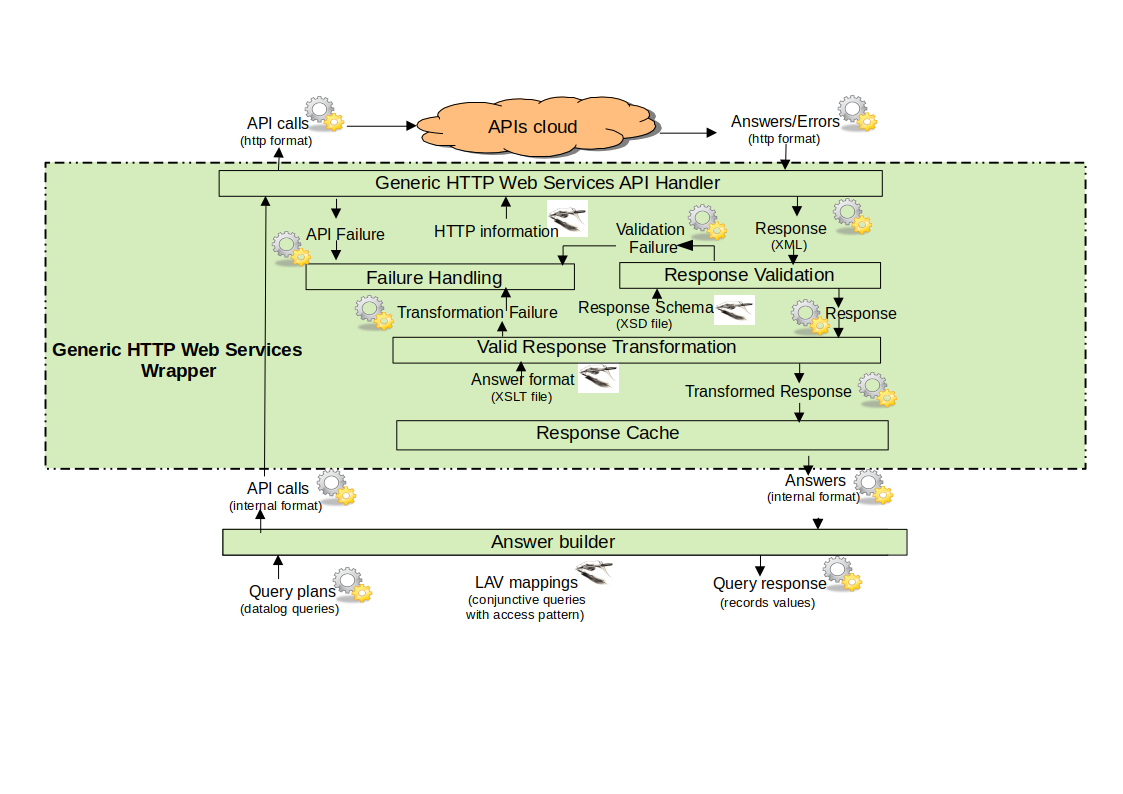 API calls
(http format)
APIs cloud
Answers/Errors
(http format)
Generic HTTP Web Services API Handler
API Failure
HTTP information
Validation
Failure
Response
(XML)
Failure Handling
Response Validation
Transformation Failure
Response Schema
(XSD file)
Response
Generic HTTP Web Services
Wrapper
Valid Response Transformation
Answer format
(XSLT file)
Transformed Response
Response Cache
API calls
(internal format)
Answers
(internal format)
Answer builder
Query plans
(datalog queries)
LAV mappings
(conjunctive queries
with access pattern)
Query response
(records values)